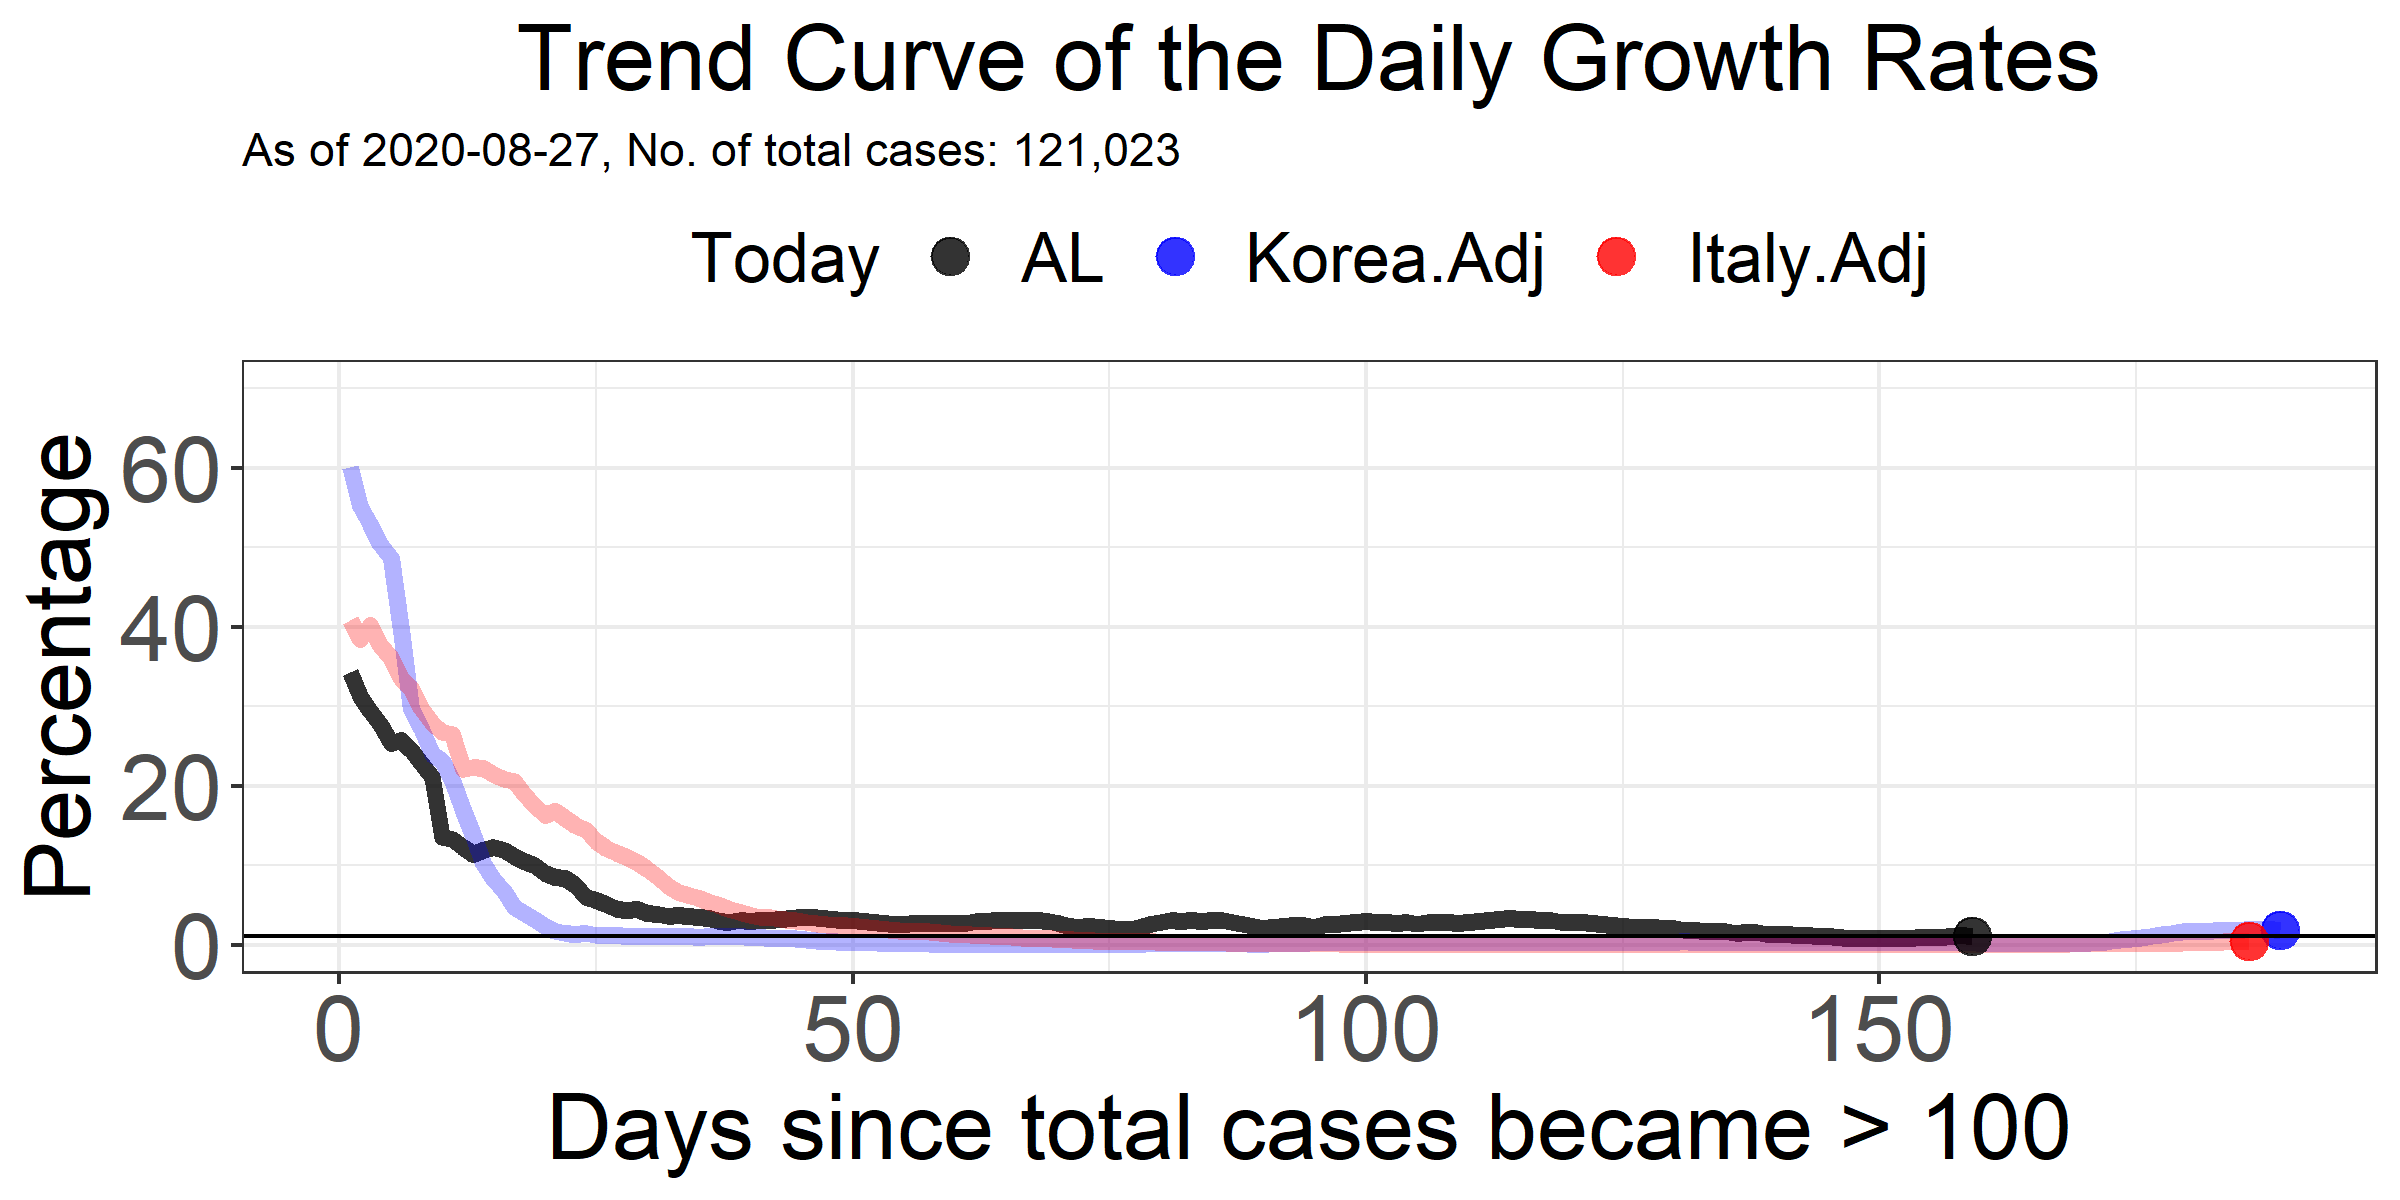 Trend Curve of the Daily Growth Rates
As of 2020-08-27, No. of total cases: 121,023
Today AL Korea.Adj Italy.Adj
Percentage
60
40
20
0
0 50 100 150
Days since total cases became > 100